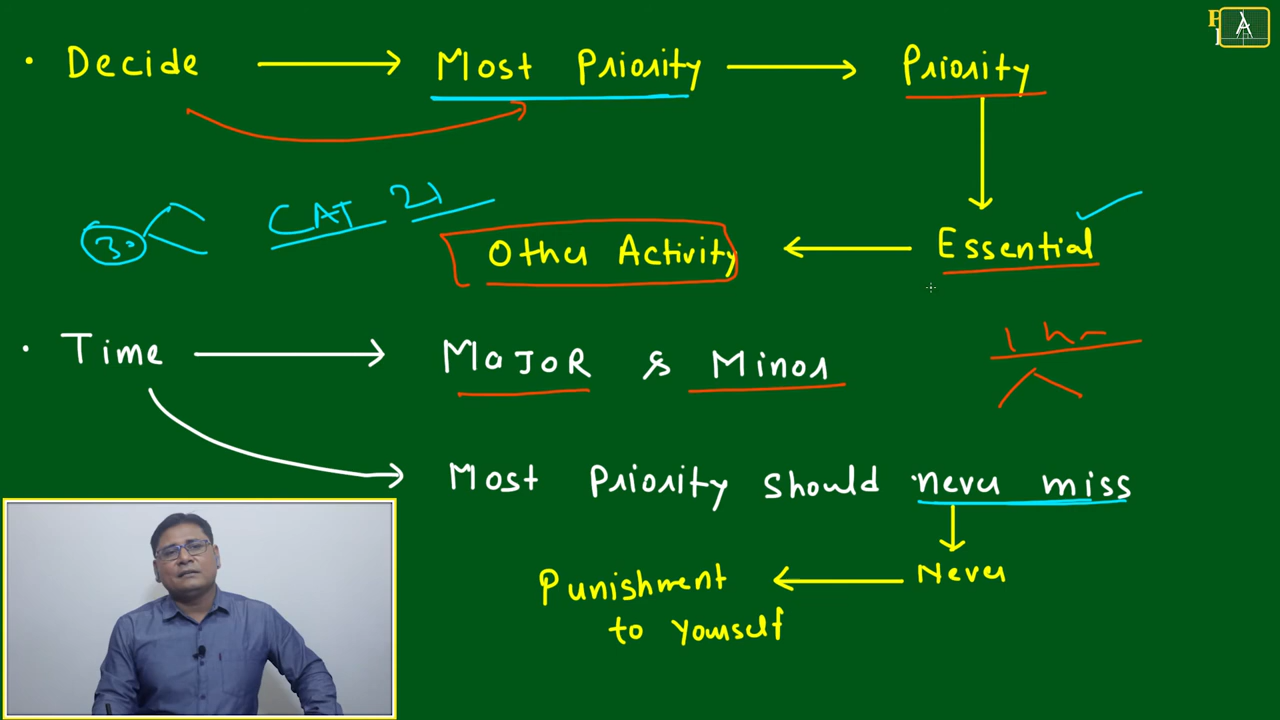 • Decide → Most Priority → Priority
CAT 21
30
Other Activity ← Essential ✓
• Time → MaJoR & Minor
1 hr
Most Priority should never miss
Punishment ← Never
to yourself